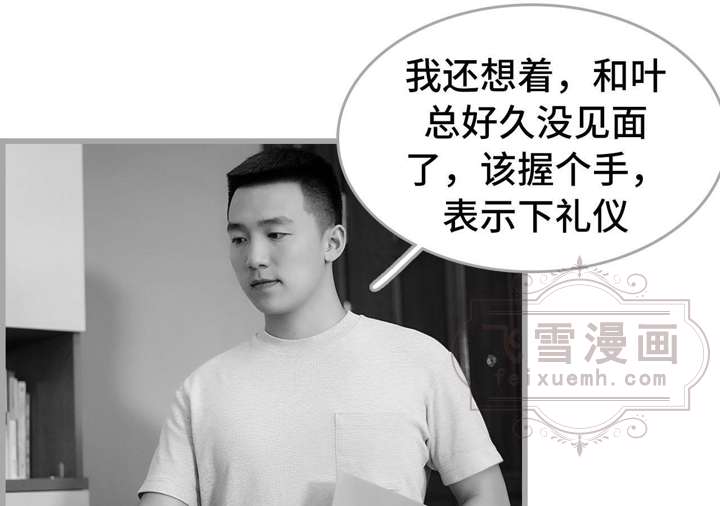 我还想着，和叶
总好久没见面
了，该握个手，
表示下礼仪
飞雪漫画
feixuemh.com